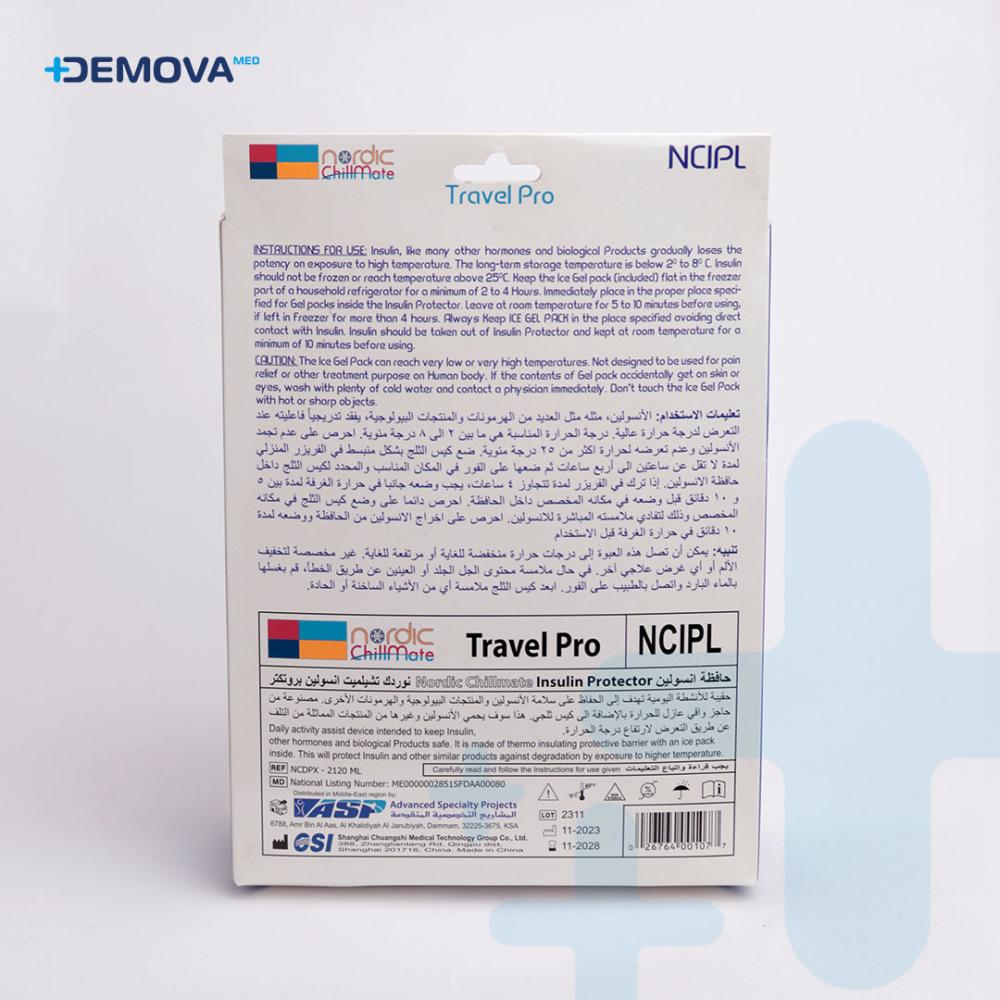 DEMOVA MED
nordic
ChillMate
NCIPL
Travel Pro
INSTRUCTIONS FOR USE: Insulin, like many other hormones and biological Products gradually loses the
potency on exposure to high temperature. The long-term storage temperature is below 2º to 8º C. Insulin
should not be frozen or reach temperature above 25ºC. Keep the Ice Gel pack (included) flat in the freezer
part of a household refrigerator for a minimum of 2 to 4 Hours. Immediately place in the proper place speci-
fied for Gel packs inside the Insulin Protector. Leave at room temperature for 5 to 10 minutes before using,
if left in Freezer for more than 4 hours. Always Keep ICE GEL PACK in the place specified avoiding direct
contact with Insulin. Insulin should be taken out of Insulin Protector and kept at room temperature for a
minimum of 10 minutes before using.
CAUTION: The Ice Gel Pack can reach very low or very high temperatures. Not designed to be used for pain
relief or other treatment purpose on Human body. If the contents of Gel pack accidentally get on skin or
eyes, wash with plenty of cold water and contact a physician immediately. Don't touch the Ice Gel Pack
with hot or sharp objects.
تعليمات الاستخدام: الأنسولين، مثله مثل العديد من الهرمونات والمنتجات البيولوجية، يفقد تدريجياً فاعليته عند
التعرض لدرجة حرارة عالية. درجة الحرارة المناسبة هي ما بين ٢ الى ٨ درجة مئوية. احرص على عدم تجمد
الأنسولين وعدم تعرضه لحرارة اكثر من ٢٥ درجة مئوية. ضع كيس الثلج بشكل منبسط في الفريزر المنزلي
لمدة لا تقل عن ساعتين الى أربع ساعات ثم ضعها على الفور في المكان المناسب والمحدد لكيس الثلج داخل
حافظة الانسولين. إذا ترك في الفريزر لمدة تتجاوز ٤ ساعات، يجب وضعه جانبا في حرارة الغرفة لمدة بين ٥
و ١٠ دقائق قبل وضعه في مكانه المخصص داخل الحافظة. احرص دائما على وضع كيس الثلج في مكانه
المخصص وذلك لتفادي ملامسته المباشرة للانسولين. احرص على اخراج الانسولين من الحافظة ووضعه لمدة
١٠ دقائق في حرارة الغرفة قبل الاستخدام
تنبيه: يمكن أن تصل هذه العبوة إلى درجات حرارة منخفضة للغاية أو مرتفعة للغاية. غير مخصصة لتخفيف
الألم أو أي غرض علاجي آخر. في حال ملامسة محتوى الجل الجلد أو العينين عن طريق الخطأ، قم بغسلها
بالماء البارد واتصل بالطبيب على الفور. ابعد كيس الثلج ملامسة أي من الأشياء الساخنة أو الحادة.
nordic
ChillMate
Travel Pro
NCIPL
حافظة انسولين Nordic Chillmate Insulin Protector نوردك تشيلميت انسولين بروتكتر
حقيبة للأنشطة اليومية تهدف إلى الحفاظ على سلامة الأنسولين والمنتجات البيولوجية والهرمونات الأخرى. مصنوعة من
حاجز واقي عازل للحرارة بالإضافة الى كيس ثلجي. هذا سوف يحمي الأنسولين وغيرها من المنتجات المماثلة من التلف
عن طريق التعرض لارتفاع درجة الحرارة.
Daily activity assist device intended to keep Insulin,
other hormones and biological Products safe. It is made of thermo insulating protective barrier with an ice pack
inside. This will protect Insulin and other similar products against degradation by exposure to higher temperature.
REF NCDPX - 2120 ML
Carefully read and follow the Instructions for use given يجب قراءة واتباع التعليمات
MD National Listing Number: ME0000002851SFDAA00080
Distributed in Middle-East region by:
ASP Advanced Specialty Projects
المشاريع التخصصية المتقدمة
6788, Amr Bin Al Aas, Al Khalidiyah Al Janubiyah, Dammam, 32225-3675, KSA
CSI Shanghai Chuangshi Medical Technology Group Co., Ltd.
388, Zhangliantang Rd, Qingpu dist,
Shanghai 201716, China. Made in China
LOT 2311
11-2023
11-2028
0 26764 00107 7